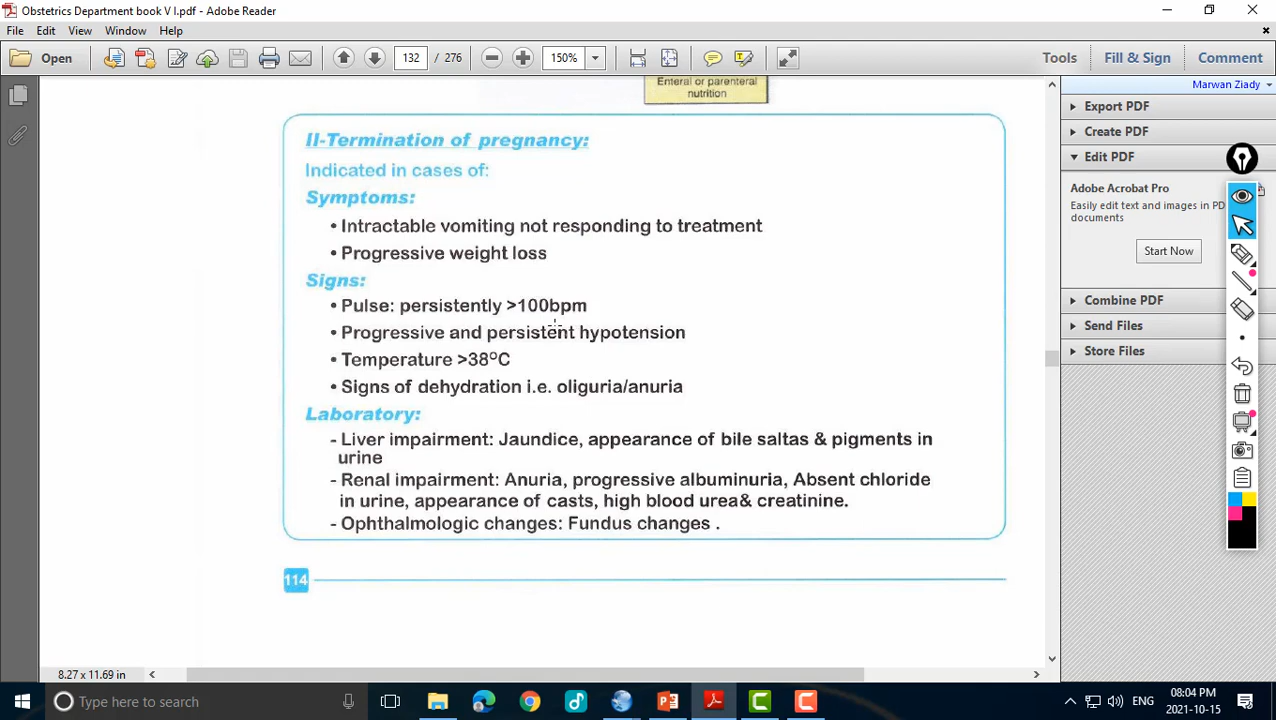 Obstetrics Department book V I.pdf - Adobe Reader
File Edit View Window Help
Open 132 / 276 150% Tools Fill & Sign Comment
Marwan Ziady
Enteral or parenteral
nutrition
II-Termination of pregnancy:
Indicated in cases of:
Symptoms:
• Intractable vomiting not responding to treatment
• Progressive weight loss
Signs:
• Pulse: persistently >100bpm
• Progressive and persistent hypotension
• Temperature >38ºC
• Signs of dehydration i.e. oliguria/anuria
Laboratory:
- Liver impairment: Jaundice, appearance of bile saltas & pigments in
urine
- Renal impairment: Anuria, progressive albuminuria, Absent chloride
in urine, appearance of casts, high blood urea& creatinine.
- Ophthalmologic changes: Fundus changes .
114
Export PDF
Create PDF
Edit PDF
Adobe Acrobat Pro
Easily edit text and images in PD
documents
Start Now
Combine PDF
Send Files
Store Files
8.27 x 11.69 in
Type here to search
ENG
08:04 PM
2021-10-15